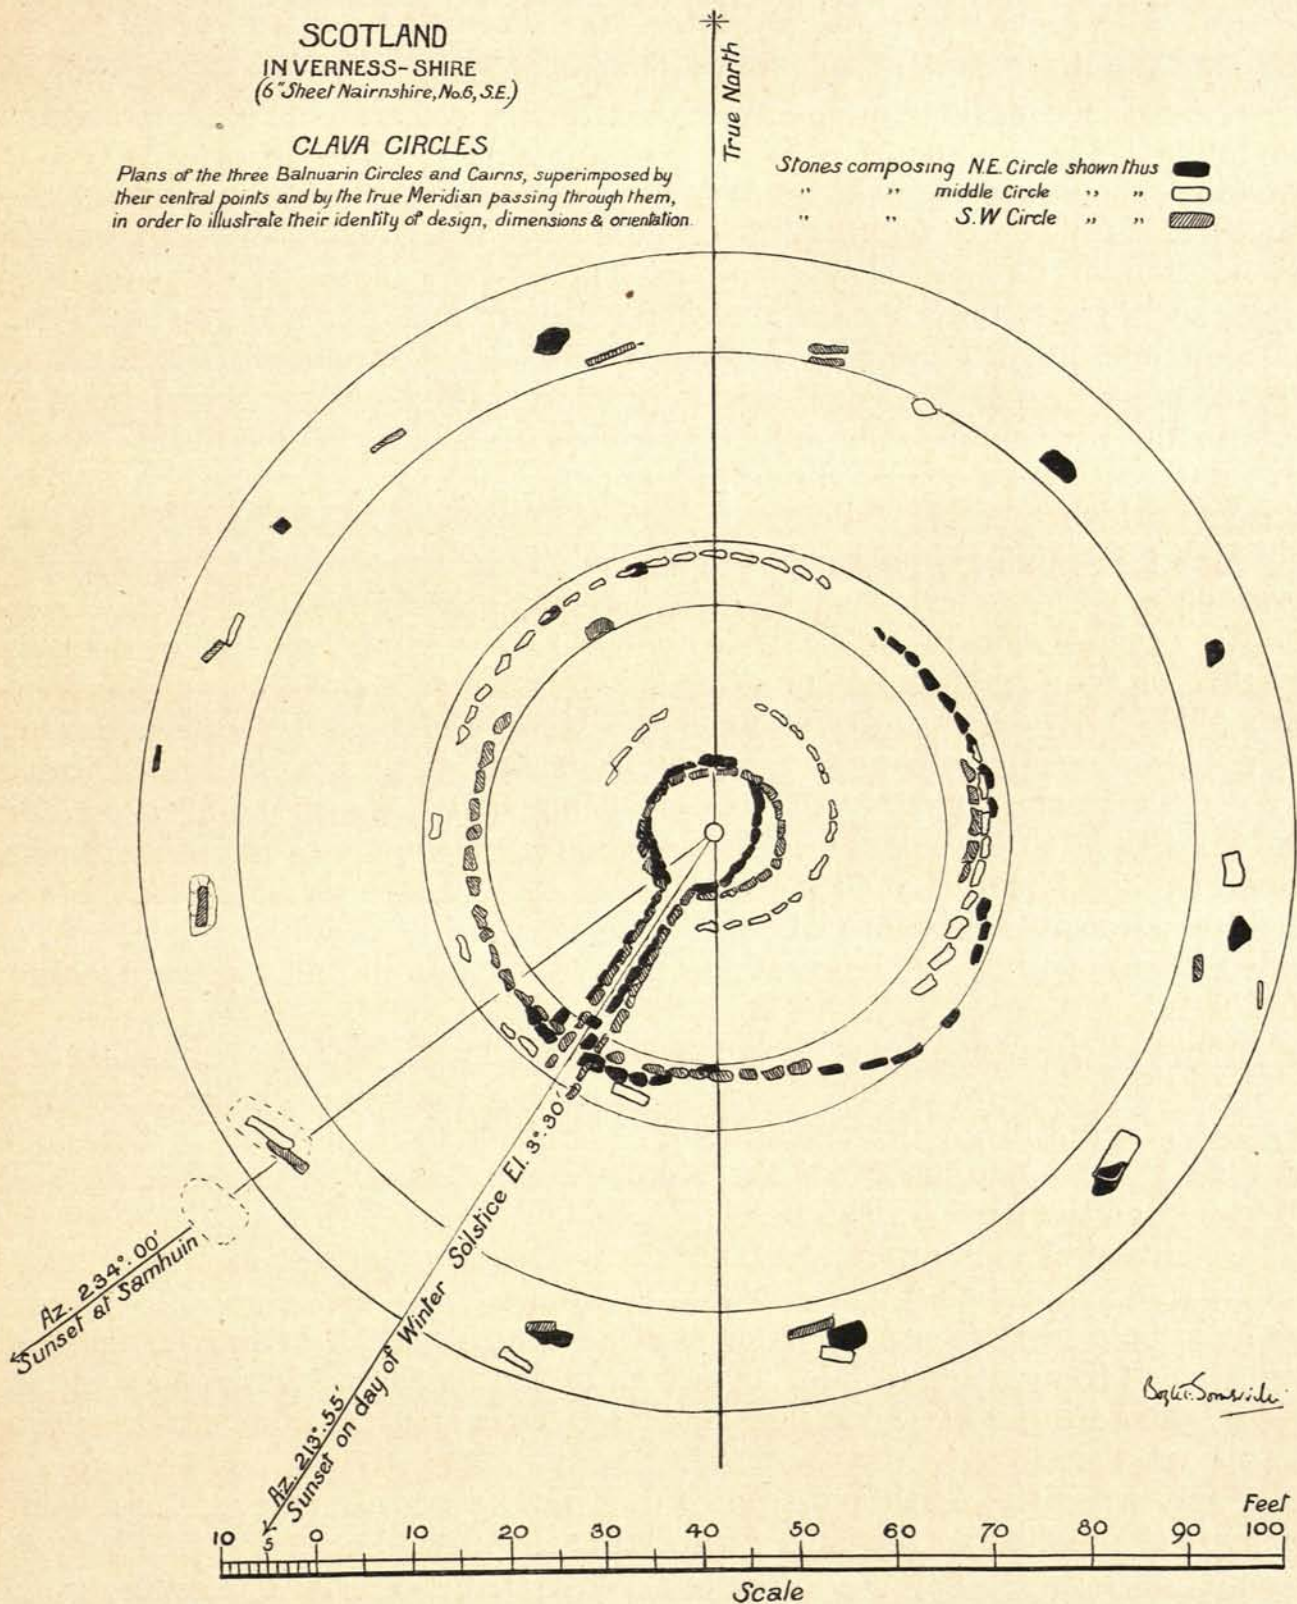 SCOTLAND
INVERNESS-SHIRE
(6" Sheet Nairnshire, No.6, S.E.)
CLAVA CIRCLES
Plans of the three Balnuarin Circles and Cairns, superimposed by
their central points and by the true Meridian passing through them,
in order to illustrate their identity of design, dimensions & orientation.
True North
Stones composing N.E. Circle shown thus
" " middle Circle " "
" " S.W Circle " "
Az. 234°.00'
Sunset at Samhuin
Az. 213°.55'
Sunset on day of Winter Solstice El. 3°.30'
Feet
10 5 0 10 20 30 40 50 60 70 80 90 100
Scale